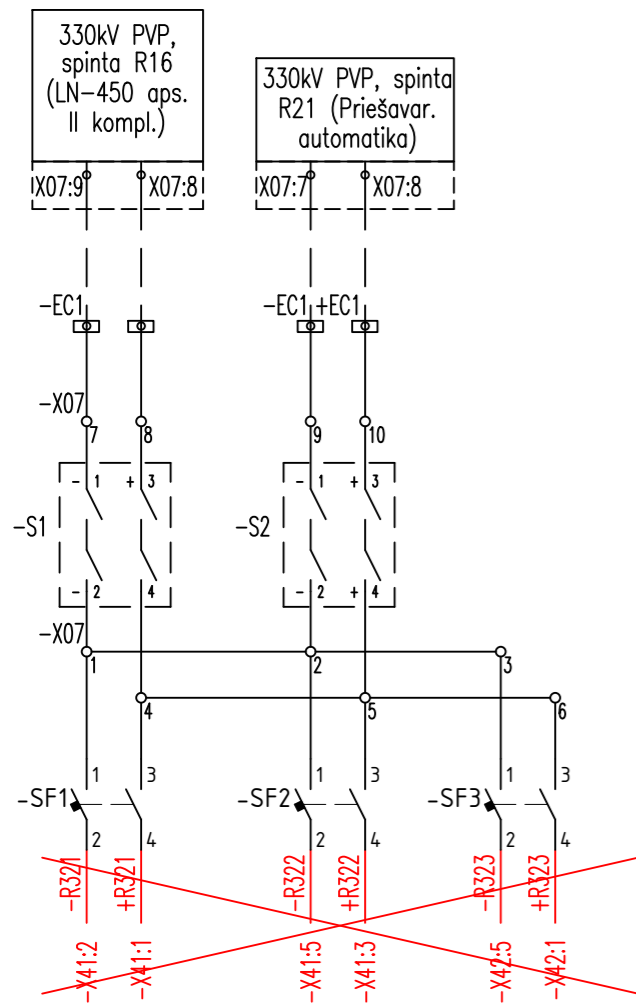 330kV PVP,
spinta R16
(LN-450 aps.
II kompl.)
330kV PVP, spinta
R21 (Priešavar.
automatika)
X07:9 X07:8 X07:7 X07:8
-EC1 -EC1 +EC1
-X07
7 8 9 10
- 1 + 3 - 1 + 3
-S1 -S2
- 2 4 - 2 + 4
-X07
1 2 3
4 5 6
1 3 1 3 1 3
-SF1 -SF2 -SF3
2 4 2 4 2 4
-R321 +R321 -R322 +R322 -R323 +R323
-X41:2 -X41:1 -X41:5 -X41:3 -X42:5 -X42:1